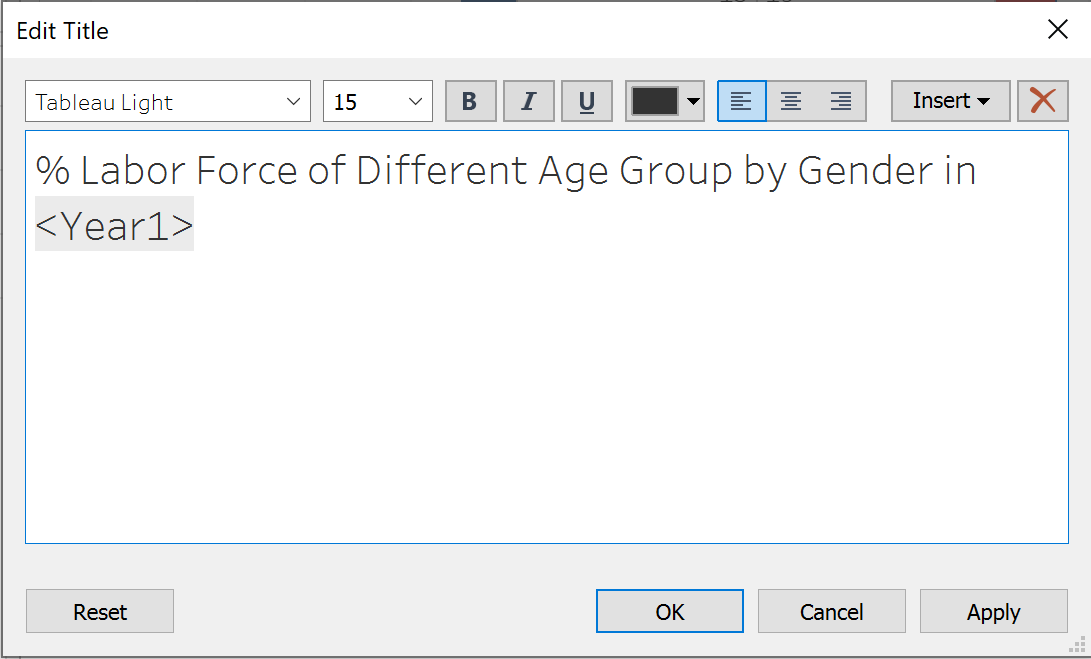 Edit Title
Tableau Light 15 B I U Insert
% Labor Force of Different Age Group by Gender in
<Year1>
Reset OK Cancel Apply